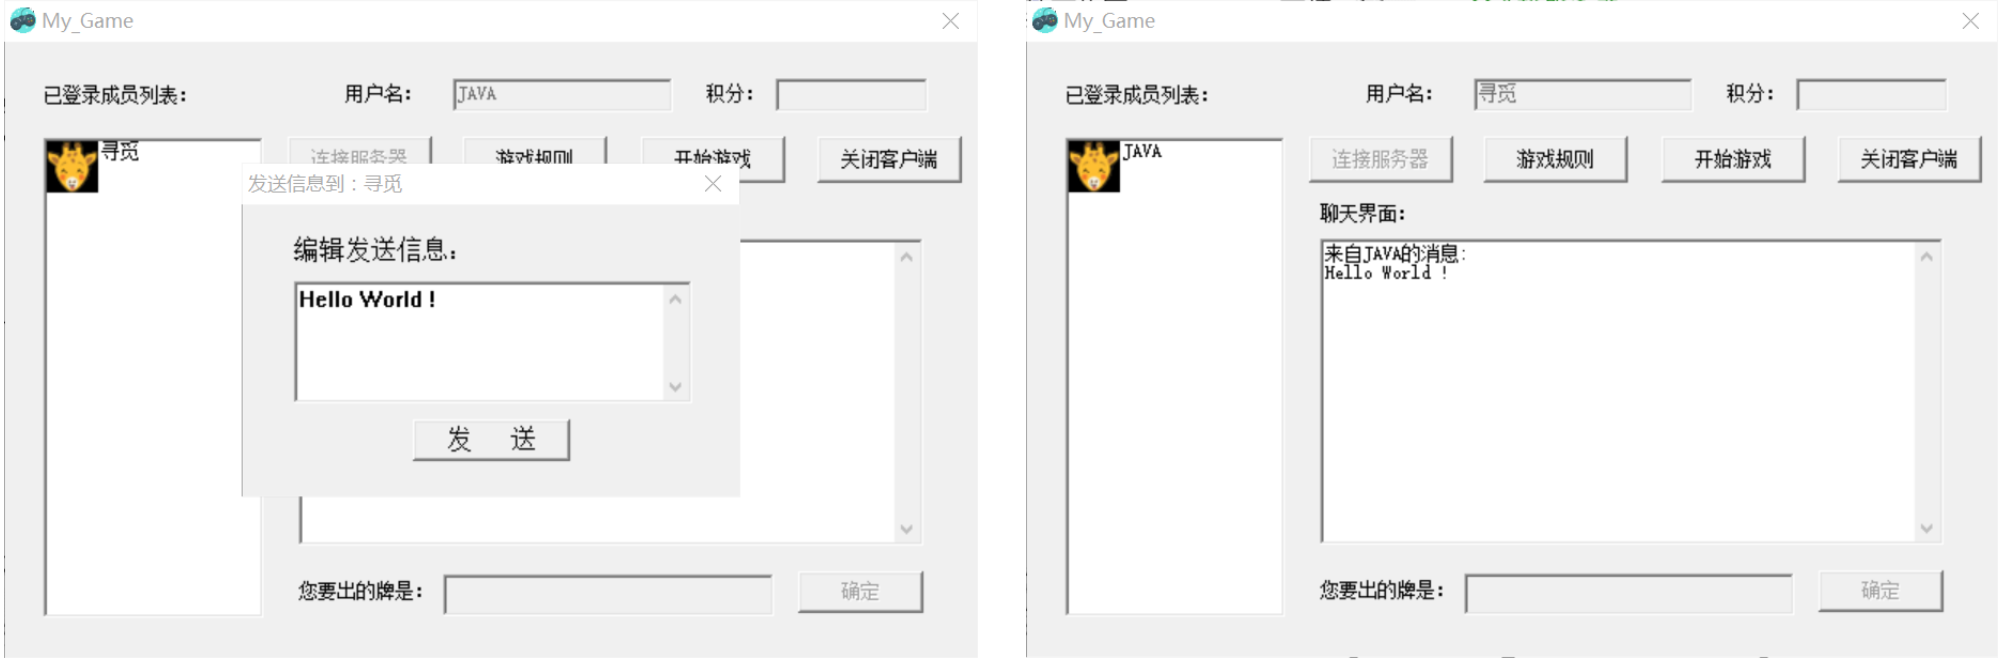 My_Game
已登录成员列表：
用户名：
JAVA
积分：
寻觅
连接服务器
游戏规则
开始游戏
关闭客户端
发送信息到：寻觅
编辑发送信息：
Hello World !
发 送
您要出的牌是：
确定
My_Game
已登录成员列表：
用户名：
寻觅
积分：
JAVA
连接服务器
游戏规则
开始游戏
关闭客户端
聊天界面：
来自JAVA的消息：
Hello World !
您要出的牌是：
确定